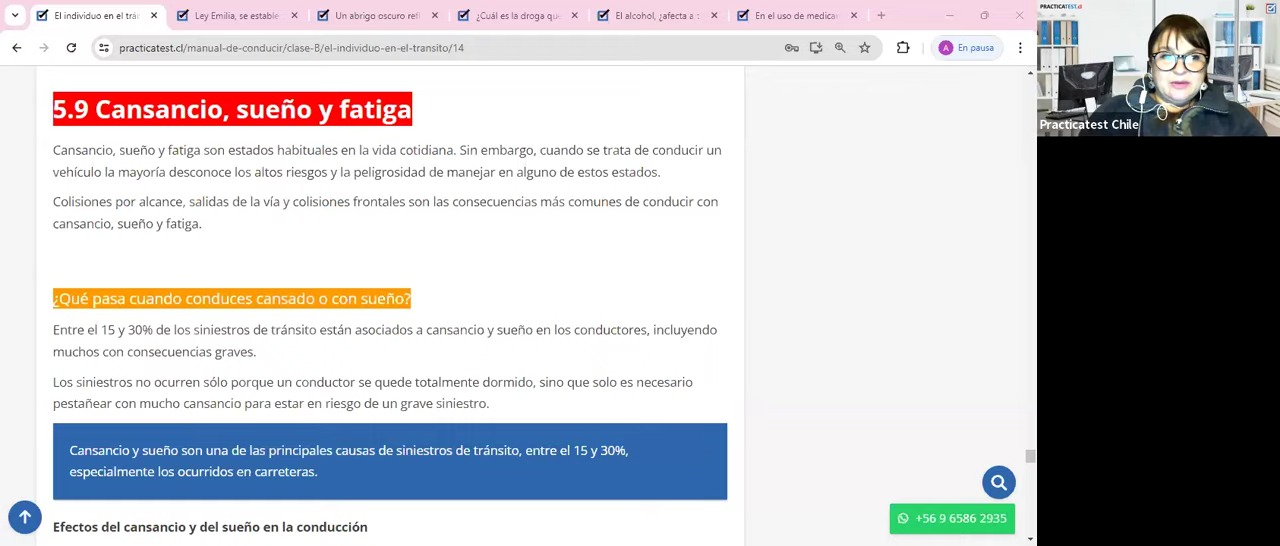 El individuo en el trán
Ley Emilia, se estable
Un abrigo oscuro refl
¿Cuál es la droga que
El alcohol, ¿afecta a t
En el uso de medica
practicatest.cl/manual-de-conducir/clase-B/el-individuo-en-el-transito/14
A En pausa
PRACTICATEST.cl
Practicatest Chile
5.9 Cansancio, sueño y fatiga
Cansancio, sueño y fatiga son estados habituales en la vida cotidiana. Sin embargo, cuando se trata de conducir un
vehículo la mayoría desconoce los altos riesgos y la peligrosidad de manejar en alguno de estos estados.
Colisiones por alcance, salidas de la vía y colisiones frontales son las consecuencias más comunes de conducir con
cansancio, sueño y fatiga.
¿Qué pasa cuando conduces cansado o con sueño?
Entre el 15 y 30% de los siniestros de tránsito están asociados a cansancio y sueño en los conductores, incluyendo
muchos con consecuencias graves.
Los siniestros no ocurren sólo porque un conductor se quede totalmente dormido, sino que solo es necesario
pestañear con mucho cansancio para estar en riesgo de un grave siniestro.
Cansancio y sueño son una de las principales causas de siniestros de tránsito, entre el 15 y 30%,
especialmente los ocurridos en carreteras.
+56 9 6586 2935
Efectos del cansancio y del sueño en la conducción